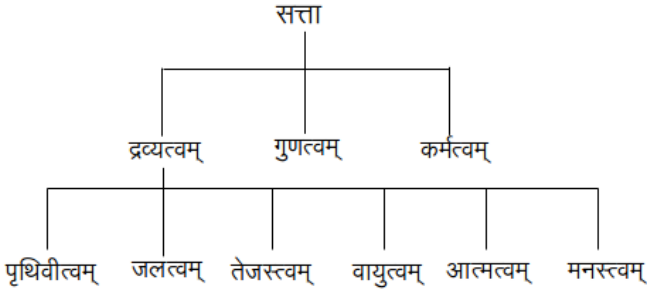 सत्ता
द्रव्यत्वम् गुणत्वम् कर्मत्वम्
पृथिवीत्वम् जलत्वम् तेजस्त्वम् वायुत्वम् आत्मत्वम् मनस्त्वम्